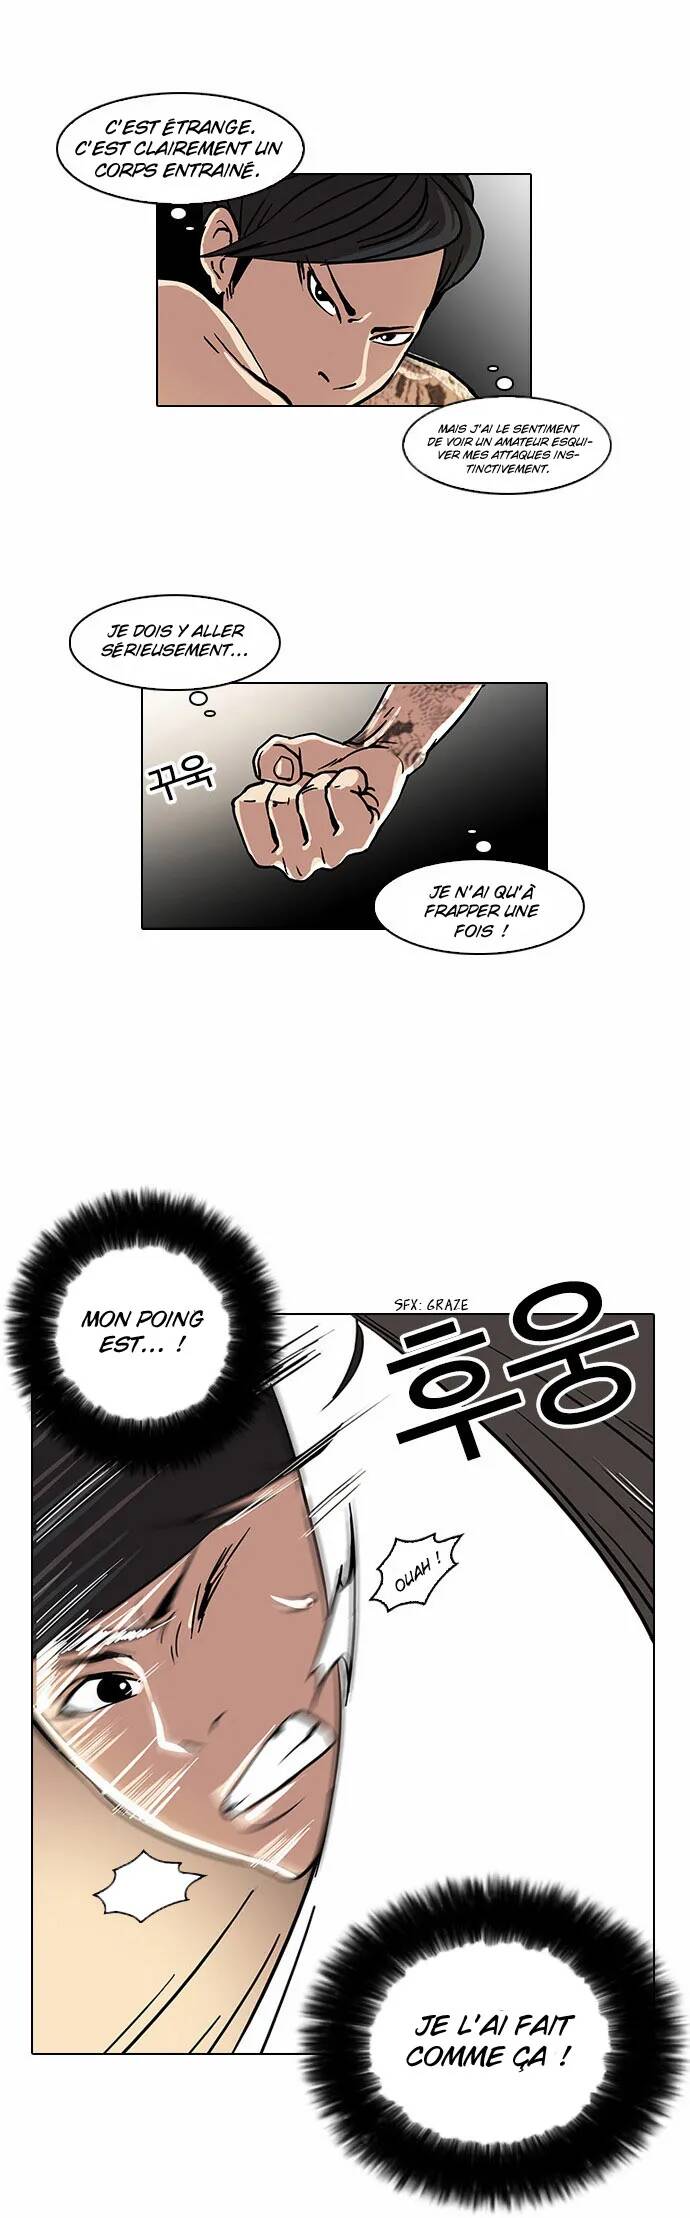 C'EST ÉTRANGE.
C'EST CLAIREMENT UN
CORPS ENTRAINÉ.
MAIS J'AI LE SENTIMENT
DE VOIR UN AMATEUR ESQUI-
VER MES ATTAQUES INS-
TINCTIVEMENT.
JE DOIS Y ALLER
SÉRIEUSEMENT...
꾸욱
JE N'AI QU'À
FRAPPER UNE
FOIS !
MON POING
EST... !
SFX: GRAZE
후웅
OUAH !
JE L'AI FAIT
COMME ÇA !